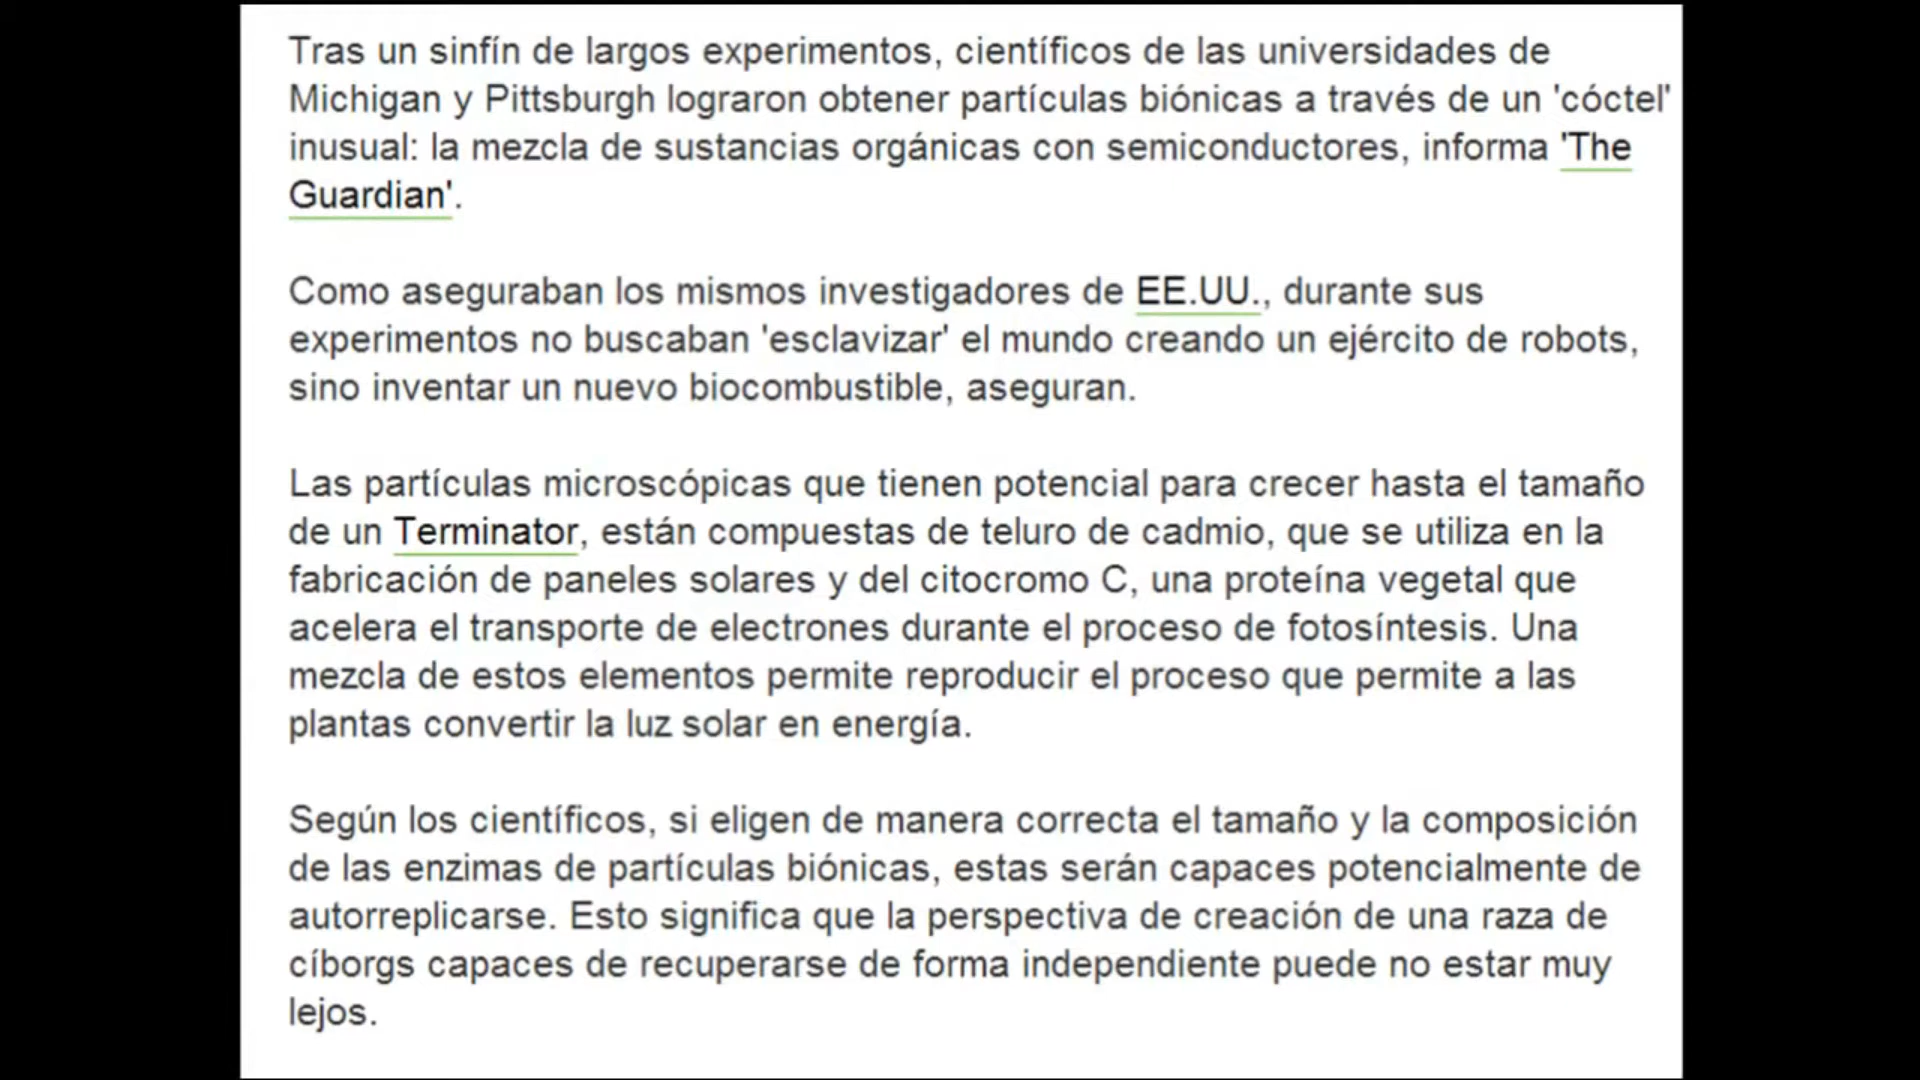 Tras un sinfín de largos experimentos, científicos de las universidades de
Michigan y Pittsburgh lograron obtener partículas biónicas a través de un 'cóctel'
inusual: la mezcla de sustancias orgánicas con semiconductores, informa 'The
Guardian'.
Como aseguraban los mismos investigadores de EE.UU., durante sus
experimentos no buscaban 'esclavizar' el mundo creando un ejército de robots,
sino inventar un nuevo biocombustible, aseguran.
Las partículas microscópicas que tienen potencial para crecer hasta el tamaño
de un Terminator, están compuestas de teluro de cadmio, que se utiliza en la
fabricación de paneles solares y del citocromo C, una proteína vegetal que
acelera el transporte de electrones durante el proceso de fotosíntesis. Una
mezcla de estos elementos permite reproducir el proceso que permite a las
plantas convertir la luz solar en energía.
Según los científicos, si eligen de manera correcta el tamaño y la composición
de las enzimas de partículas biónicas, estas serán capaces potencialmente de
autorreplicarse. Esto significa que la perspectiva de creación de una raza de
cíborgs capaces de recuperarse de forma independiente puede no estar muy
lejos.